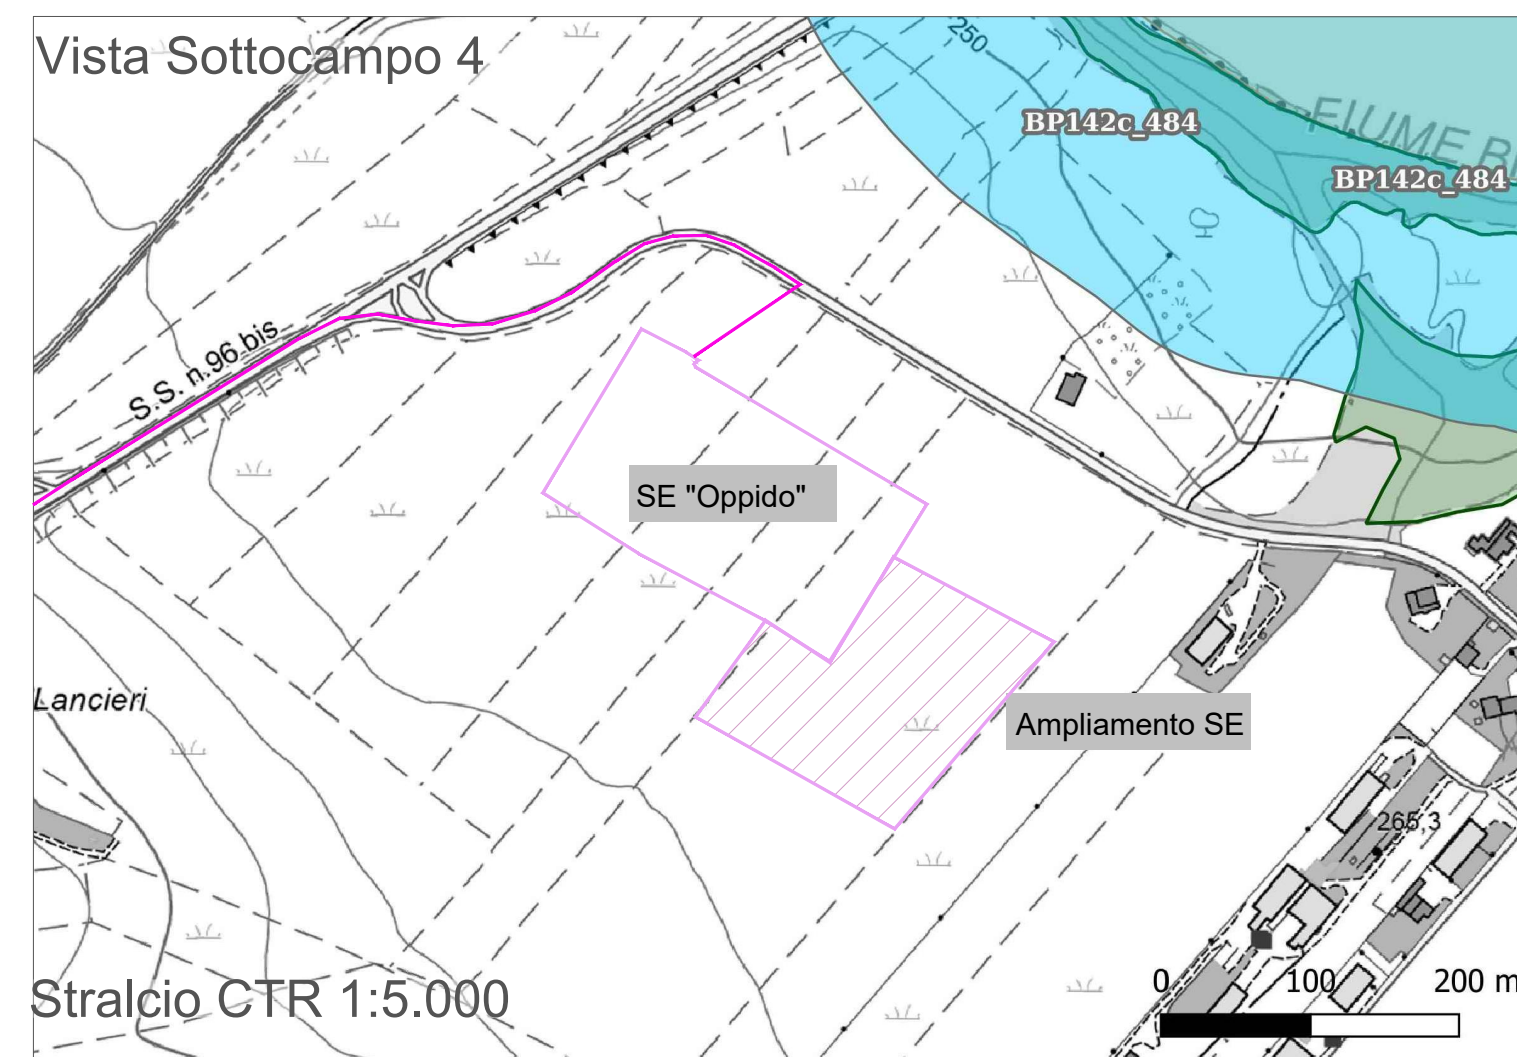 Vista Sottocampo 4
250
BP142c_484
FIUME
BP142c_484
S.S. n.96 bis
SE "Oppido"
Lancieri
Ampliamento SE
265,3
0 100 200 m
Stralcio CTR 1:5.000